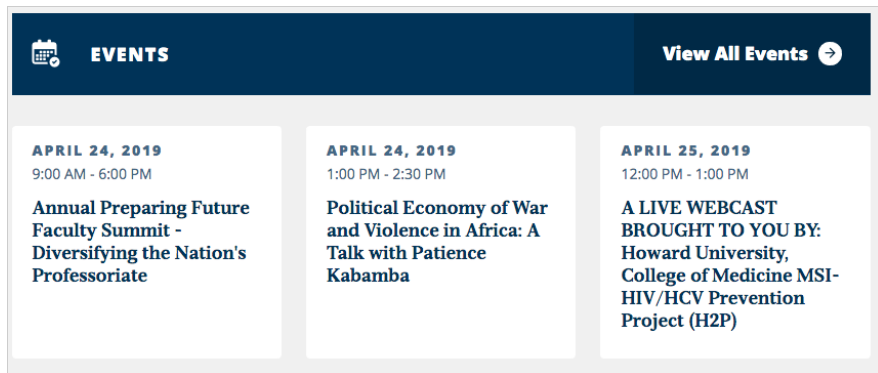 EVENTS
View All Events
APRIL 24, 2019
9:00 AM - 6:00 PM
Annual Preparing Future
Faculty Summit -
Diversifying the Nation's
Professoriate
APRIL 24, 2019
1:00 PM - 2:30 PM
Political Economy of War
and Violence in Africa: A
Talk with Patience
Kabamba
APRIL 25, 2019
12:00 PM - 1:00 PM
A LIVE WEBCAST
BROUGHT TO YOU BY:
Howard University,
College of Medicine MSI-
HIV/HCV Prevention
Project (H2P)